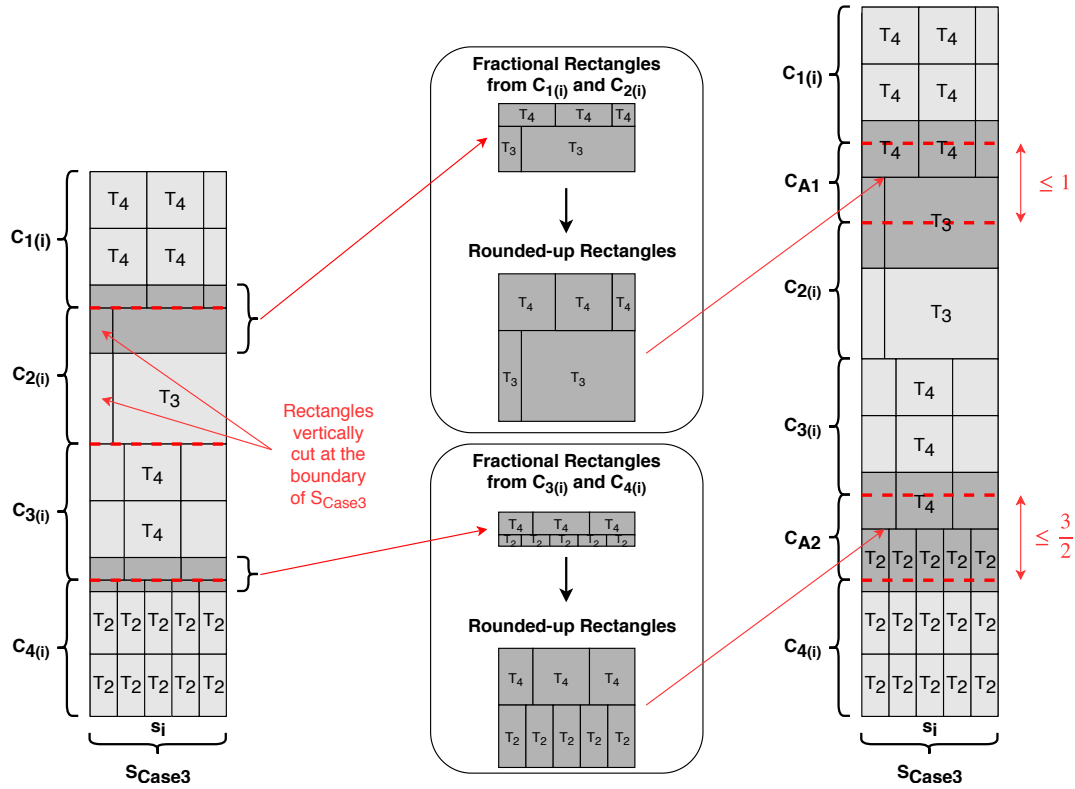 C1(i)
T4 T4
T4 T4
C2(i)
T3
C3(i)
T4
T4
C4(i)
T2 T2 T2 T2 T2
T2 T2 T2 T2 T2
si
SCase3
Rectangles
vertically
cut at the
boundary
of SCase3
Fractional Rectangles
from C1(i) and C2(i)
T4 T4 T4
T3 T3
Rounded-up Rectangles
T4 T4 T4
T3 T3
Fractional Rectangles
from C3(i) and C4(i)
T4 T4 T4
T2 T2 T2 T2 T2
Rounded-up Rectangles
T4 T4 T4
T2 T2 T2 T2 T2
C1(i)
T4 T4
T4 T4
CA1
T4 T4
≤ 1
T3
C2(i)
T3
C3(i)
T4
T4
CA2
T4
≤ 3/2
T2 T2 T2 T2 T2
C4(i)
T2 T2 T2 T2 T2
T2 T2 T2 T2 T2
si
SCase3